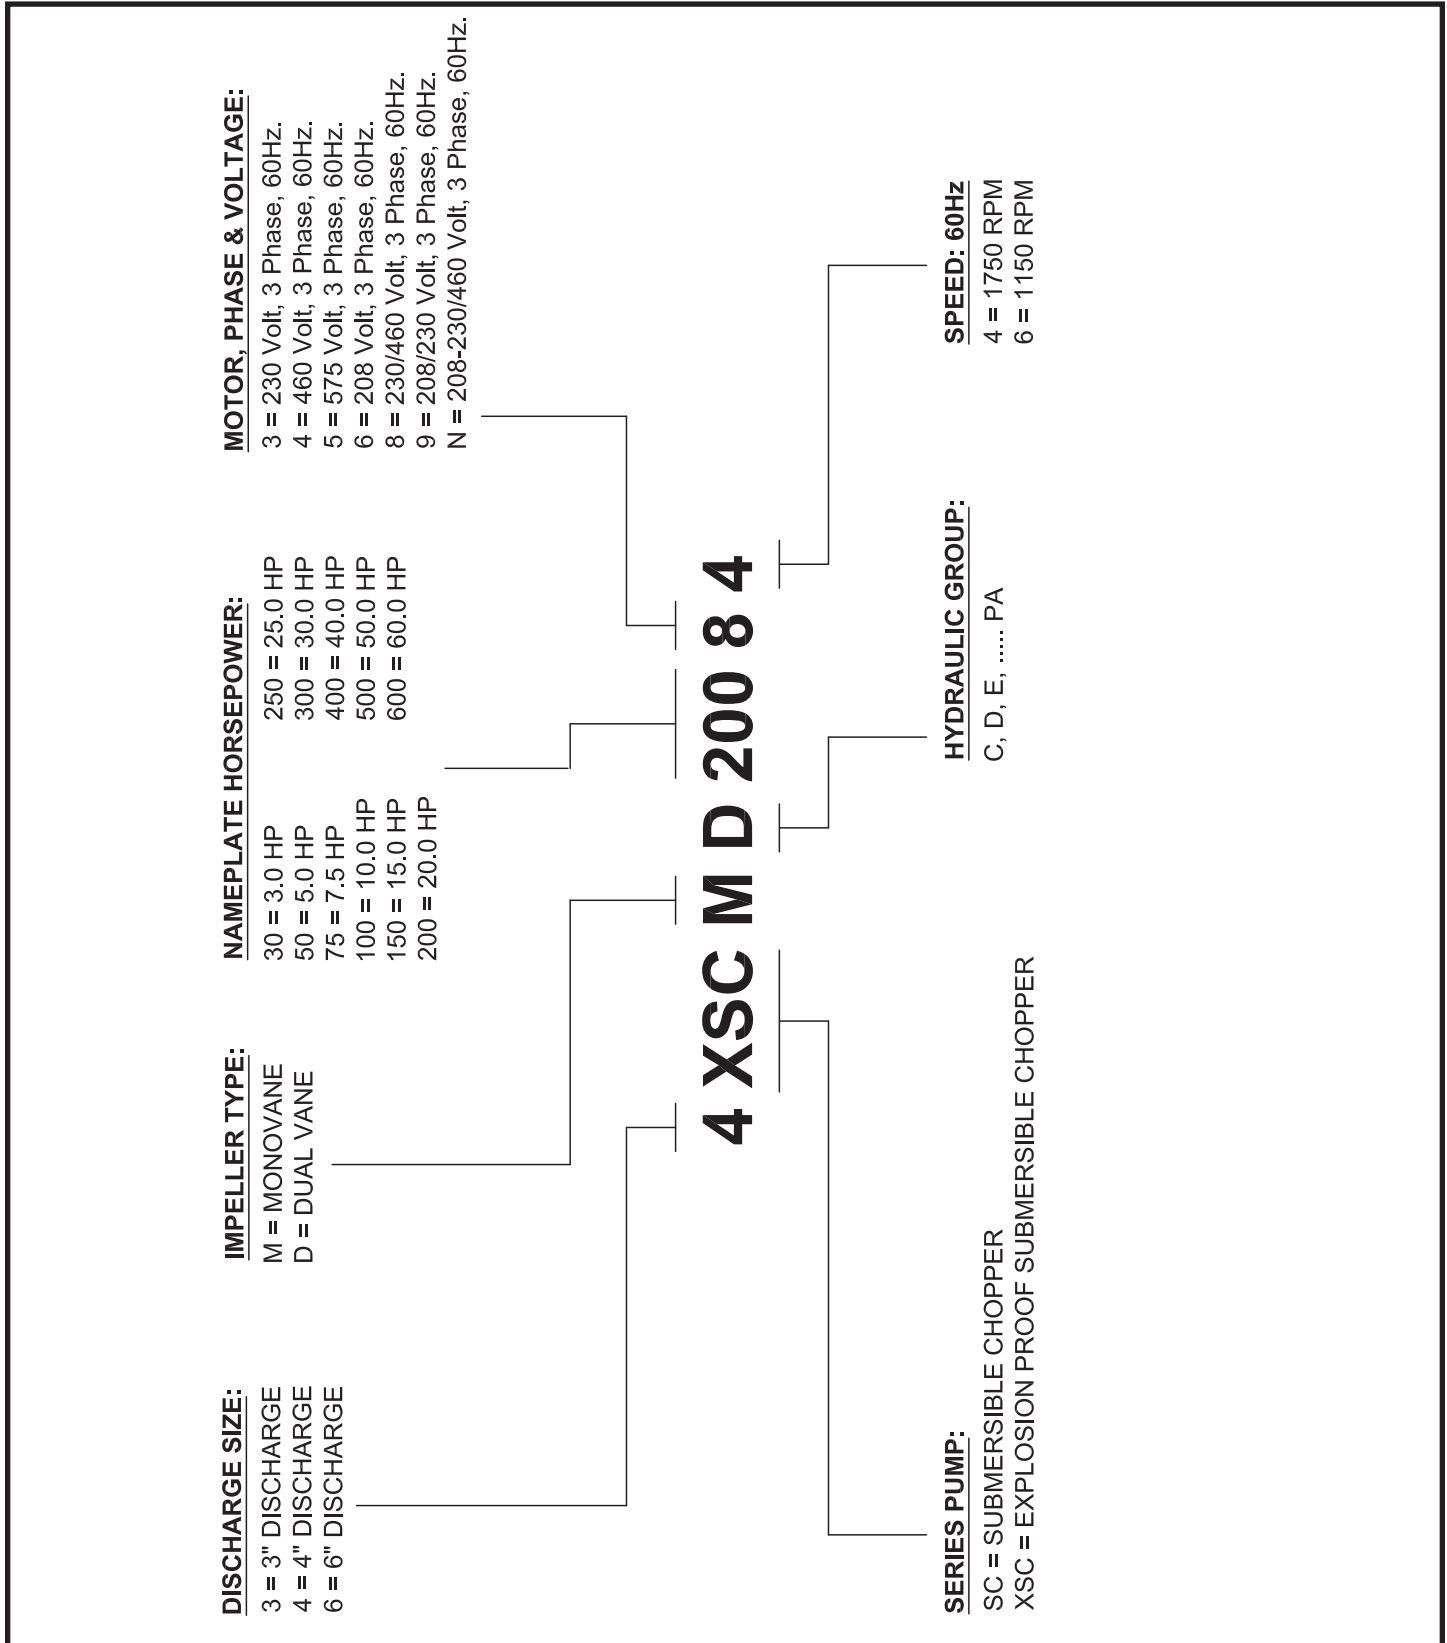 DISCHARGE SIZE:
3 = 3" DISCHARGE
4 = 4" DISCHARGE
6 = 6" DISCHARGE
IMPELLER TYPE:
M = MONOVANE
D = DUAL VANE
NAMEPLATE HORSEPOWER:
30 = 3.0 HP
50 = 5.0 HP
75 = 7.5 HP
100 = 10.0 HP
150 = 15.0 HP
200 = 20.0 HP
250 = 25.0 HP
300 = 30.0 HP
400 = 40.0 HP
500 = 50.0 HP
600 = 60.0 HP
MOTOR, PHASE & VOLTAGE:
3 = 230 Volt, 3 Phase, 60Hz.
4 = 460 Volt, 3 Phase, 60Hz.
5 = 575 Volt, 3 Phase, 60Hz.
6 = 208 Volt, 3 Phase, 60Hz.
8 = 230/460 Volt, 3 Phase, 60Hz.
9 = 208/230 Volt, 3 Phase, 60Hz.
N = 208-230/460 Volt, 3 Phase, 60Hz.
4 XSC M D 200 8 4
SERIES PUMP:
SC = SUBMERSIBLE CHOPPER
XSC = EXPLOSION PROOF SUBMERSIBLE CHOPPER
HYDRAULIC GROUP:
C, D, E, ..... PA
SPEED: 60Hz
4 = 1750 RPM
6 = 1150 RPM